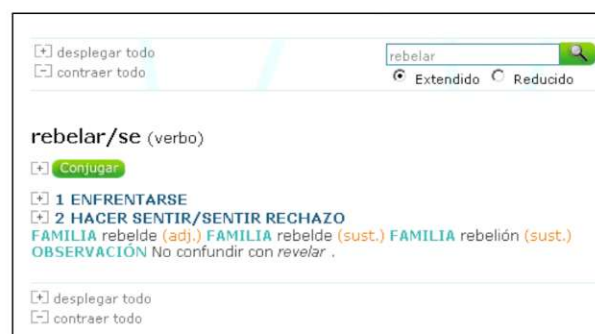 [+] desplegar todo
[-] contraer todo
rebelar
Extendido Reducido
rebelar/se (verbo)
[+] Conjugar
[+] 1 ENFRENTARSE
[+] 2 HACER SENTIR/SENTIR RECHAZO
FAMILIA rebelde (adj.) FAMILIA rebelde (sust.) FAMILIA rebelión (sust.)
OBSERVACIÓN No confundir con revelar .
[+] desplegar todo
[-] contraer todo